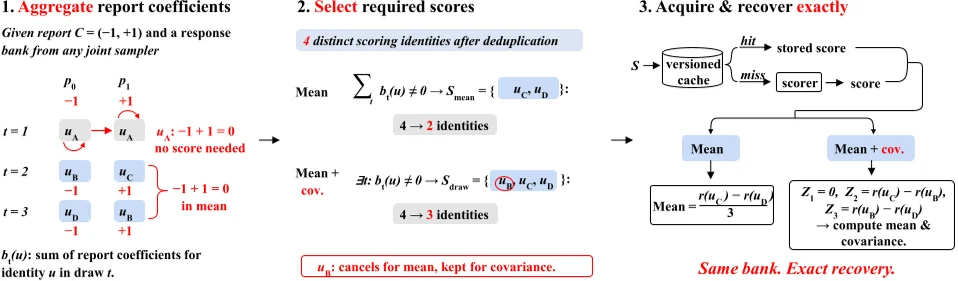 1. Aggregate report coefficients
Given report C = (−1, +1) and a response
bank from any joint sampler
p0 p1
−1 +1
t = 1 uA uA uA: −1 + 1 = 0
no score needed
t = 2 uB uC
−1 +1 −1 + 1 = 0
in mean
t = 3 uD uB
−1 +1
bt(u): sum of report coefficients for
identity u in draw t.
2. Select required scores
4 distinct scoring identities after deduplication
Mean ∑t bt(u) ≠ 0 → Smean = { uC, uD }:
4 → 2 identities
Mean +
cov.
∃t: bt(u) ≠ 0 → Sdraw = { uB, uC, uD }:
4 → 3 identities
uB: cancels for mean, kept for covariance.
3. Acquire & recover exactly
S versioned
cache
hit stored score
miss scorer score
Mean Mean + cov.
Mean = r(uC) − r(uD) / 3
Z1 = 0, Z2 = r(uC) − r(uB),
Z3 = r(uB) − r(uD)
→ compute mean &
covariance.
Same bank. Exact recovery.